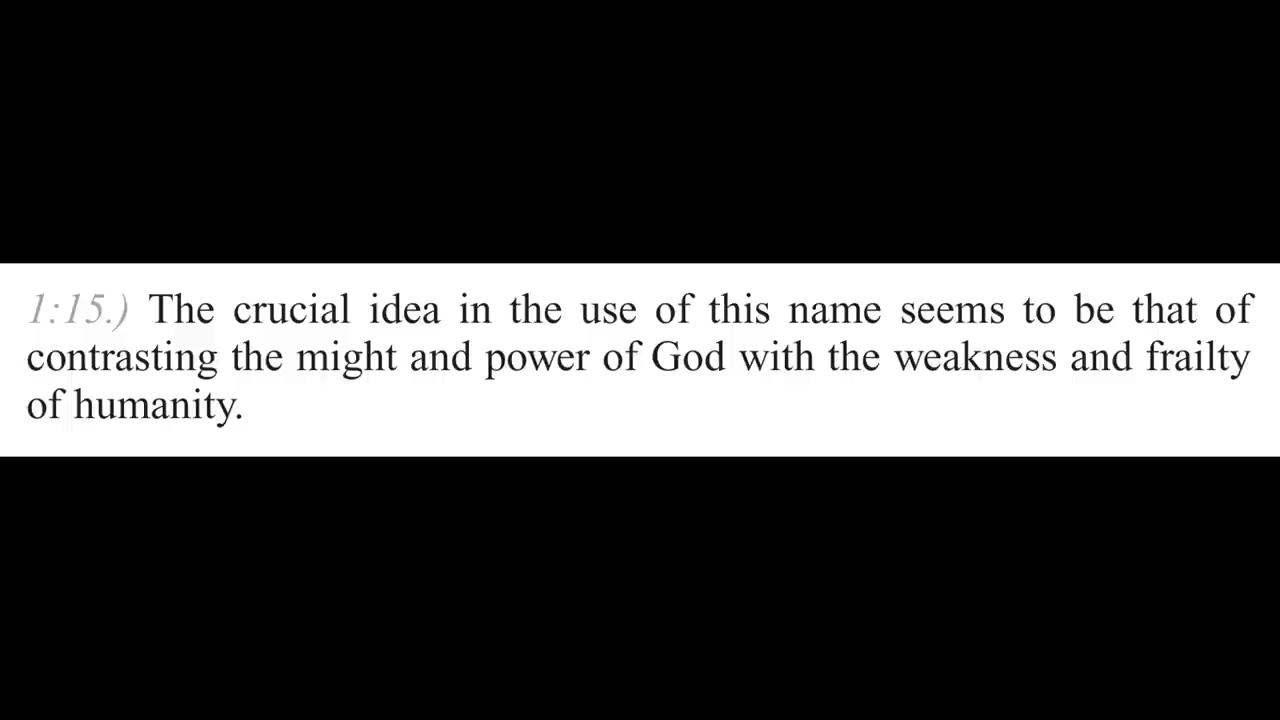 1:15.) The crucial idea in the use of this name seems to be that of
contrasting the might and power of God with the weakness and frailty
of humanity.